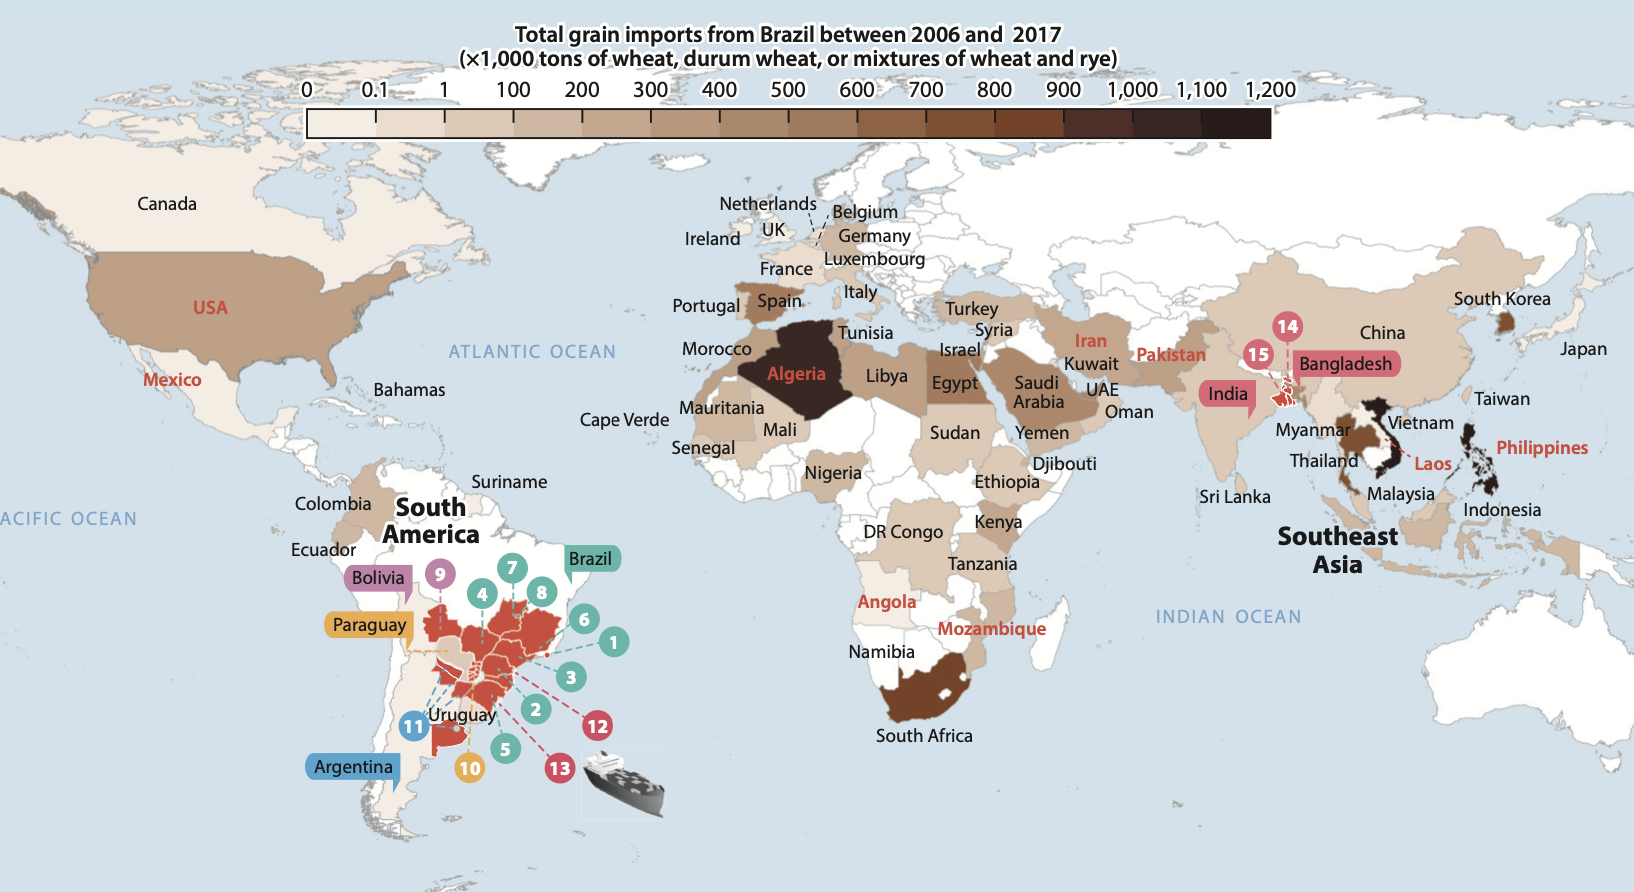 Total grain imports from Brazil between 2006 and 2017
(×1,000 tons of wheat, durum wheat, or mixtures of wheat and rye)
0 0.1 1 100 200 300 400 500 600 700 800 900 1,000 1,100 1,200
Canada
USA
Mexico
ATLANTIC OCEAN
Bahamas
Netherlands
Belgium
Ireland
UK
Germany
Luxembourg
France
Italy
Portugal
Spain
Turkey
Syria
Tunisia
Israel
Morocco
Algeria
Libya
Egypt
Iran
Kuwait
Pakistan
Saudi
Arabia
UAE
Oman
Yemen
Cape Verde
Mauritania
Mali
Senegal
Sudan
Djibouti
Ethiopia
Nigeria
Kenya
DR Congo
Tanzania
Angola
Mozambique
Namibia
South Africa
South Korea
China
Japan
14
15
Bangladesh
India
Taiwan
Myanmar
Vietnam
Thailand
Laos
Philippines
Sri Lanka
Malaysia
Indonesia
Southeast
Asia
INDIAN OCEAN
ACIFIC OCEAN
Colombia
Suriname
South
America
Ecuador
Brazil
Bolivia
9
7
4
8
Paraguay
6
1
3
2
Uruguay
11
12
5
Argentina
10
13